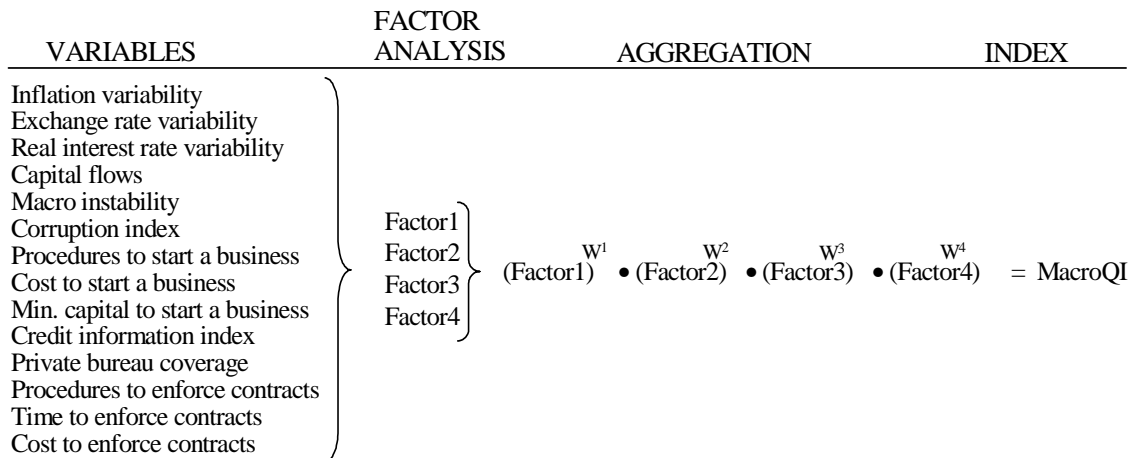 VARIABLES FACTOR ANALYSIS AGGREGATION INDEX
Inflation variability
Exchange rate variability
Real interest rate variability
Capital flows
Macro instability
Corruption index
Procedures to start a business
Cost to start a business
Min. capital to start a business
Credit information index
Private bureau coverage
Procedures to enforce contracts
Time to enforce contracts
Cost to enforce contracts
Factor1
Factor2
Factor3
Factor4
(Factor1)^W¹ • (Factor2)^W² • (Factor3)^W³ • (Factor4)^W⁴ = MacroQI